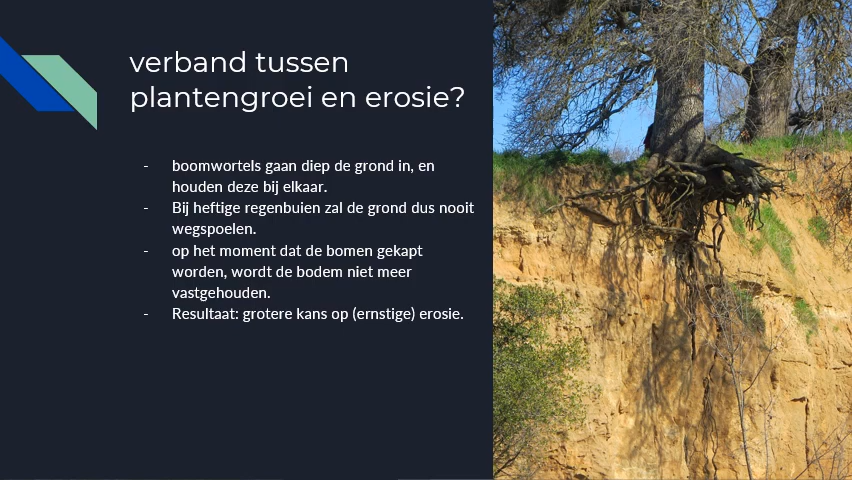 verband tussen
plantengroei en erosie?
- boomwortels gaan diep de grond in, en
houden deze bij elkaar.
- Bij heftige regenbuien zal de grond dus nooit
wegspoelen.
- op het moment dat de bomen gekapt
worden, wordt de bodem niet meer
vastgehouden.
- Resultaat: grotere kans op (ernstige) erosie.